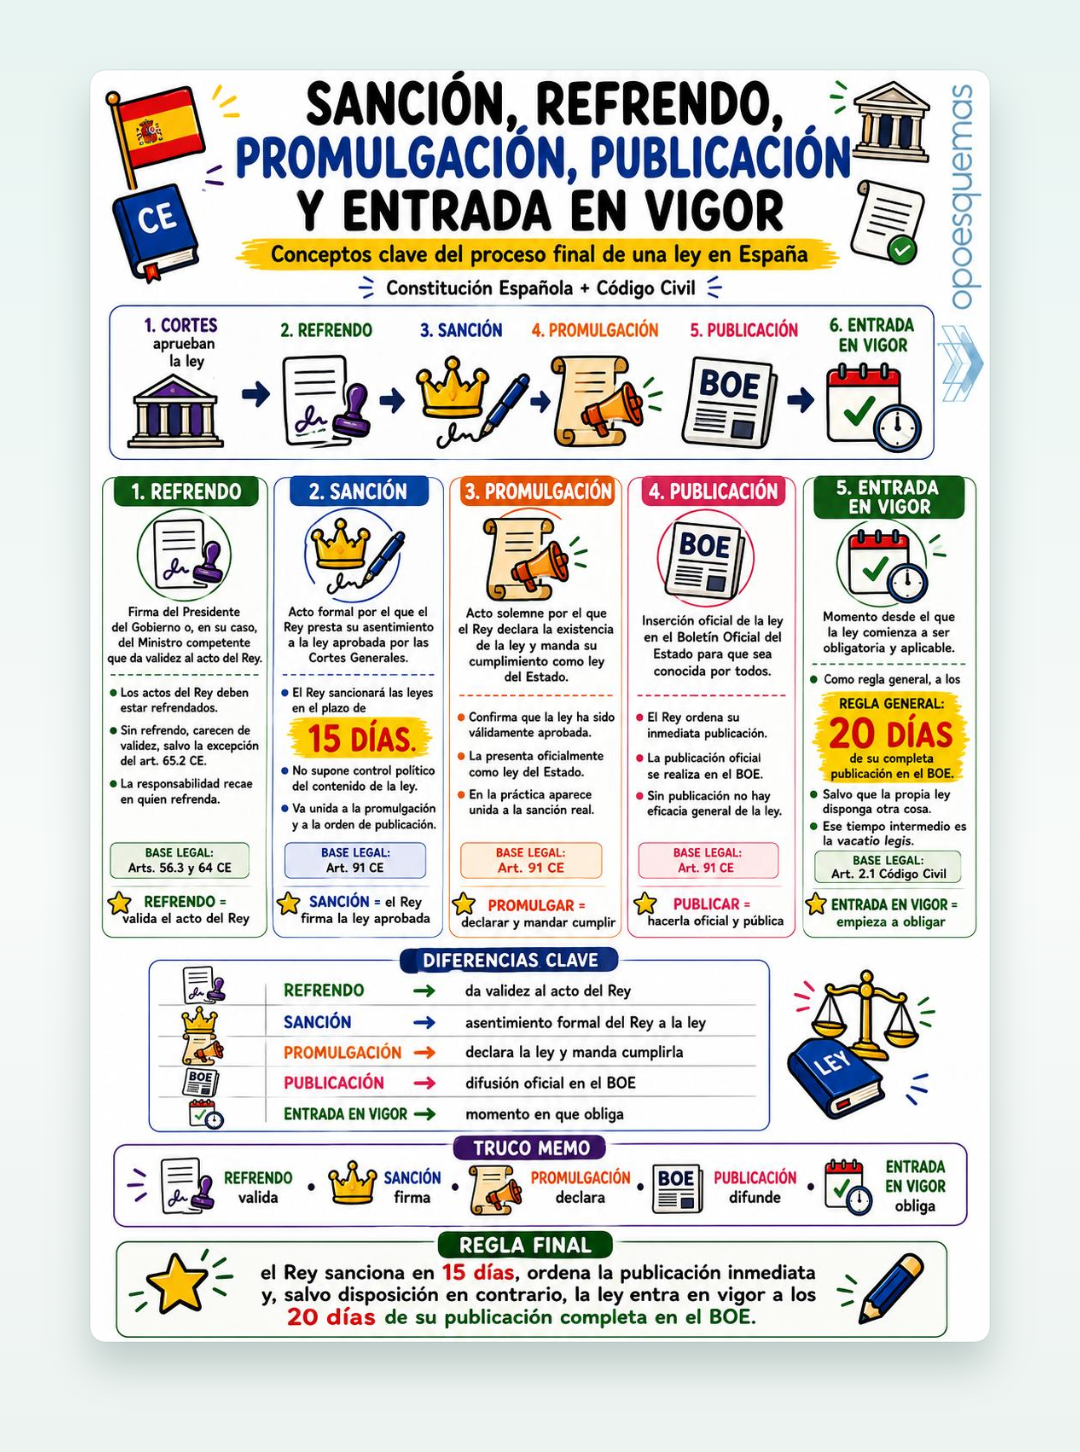 SANCIÓN, REFRENDO,
PROMULGACIÓN, PUBLICACIÓN
Y ENTRADA EN VIGOR
Conceptos clave del proceso final de una ley en España
Constitución Española + Código Civil
CE
opoesquemas
1. CORTES
aprueban
la ley
2. REFRENDO
3. SANCIÓN
4. PROMULGACIÓN
5. PUBLICACIÓN
BOE
6. ENTRADA
EN VIGOR
1. REFRENDO
Firma del Presidente
del Gobierno o, en su caso,
del Ministro competente
que da validez al acto del Rey.
Los actos del Rey deben
estar refrendados.
Sin refrendo, carecen de
validez, salvo la excepción
del art. 65.2 CE.
La responsabilidad recae
en quien refrenda.
BASE LEGAL:
Arts. 56.3 y 64 CE
REFRENDO =
valida el acto del Rey
2. SANCIÓN
Acto formal por el que el
Rey presta su asentimiento
a la ley aprobada por las
Cortes Generales.
El Rey sancionará las leyes
en el plazo de
15 DÍAS.
No supone control político
del contenido de la ley.
Va unida a la promulgación
y a la orden de publicación.
BASE LEGAL:
Art. 91 CE
SANCIÓN = el Rey
firma la ley aprobada
3. PROMULGACIÓN
Acto solemne por el que
el Rey declara la existencia
de la ley y manda su
cumplimiento como ley
del Estado.
Confirma que la ley ha sido
válidamente aprobada.
La presenta oficialmente
como ley del Estado.
En la práctica aparece
unida a la sanción real.
BASE LEGAL:
Art. 91 CE
PROMULGAR =
declarar y mandar cumplir
4. PUBLICACIÓN
BOE
Inserción oficial de la ley
en el Boletín Oficial del
Estado para que sea
conocida por todos.
El Rey ordena su
inmediata publicación.
La publicación oficial
se realiza en el BOE.
Sin publicación no hay
eficacia general de la ley.
BASE LEGAL:
Art. 91 CE
PUBLICAR =
hacerla oficial y pública
5. ENTRADA
EN VIGOR
Momento desde el que
la ley comienza a ser
obligatoria y aplicable.
Como regla general, a los
REGLA GENERAL:
20 DÍAS
de su completa
publicación en el BOE.
Salvo que la propia ley
disponga otra cosa.
Ese tiempo intermedio es
la vacatio legis.
BASE LEGAL:
Art. 2.1 Código Civil
ENTRADA EN VIGOR =
empieza a obligar
DIFERENCIAS CLAVE
REFRENDO → da validez al acto del Rey
SANCIÓN → asentimiento formal del Rey a la ley
PROMULGACIÓN → declara la ley y manda cumplirla
BOE PUBLICACIÓN → difusión oficial en el BOE
ENTRADA EN VIGOR → momento en que obliga
LEY
TRUCO MEMO
REFRENDO
valida
SANCIÓN
firma
PROMULGACIÓN
declara
BOE
PUBLICACIÓN
difunde
ENTRADA
EN VIGOR
obliga
REGLA FINAL
el Rey sanciona en 15 días, ordena la publicación inmediata
y, salvo disposición en contrario, la ley entra en vigor a los
20 días de su publicación completa en el BOE.